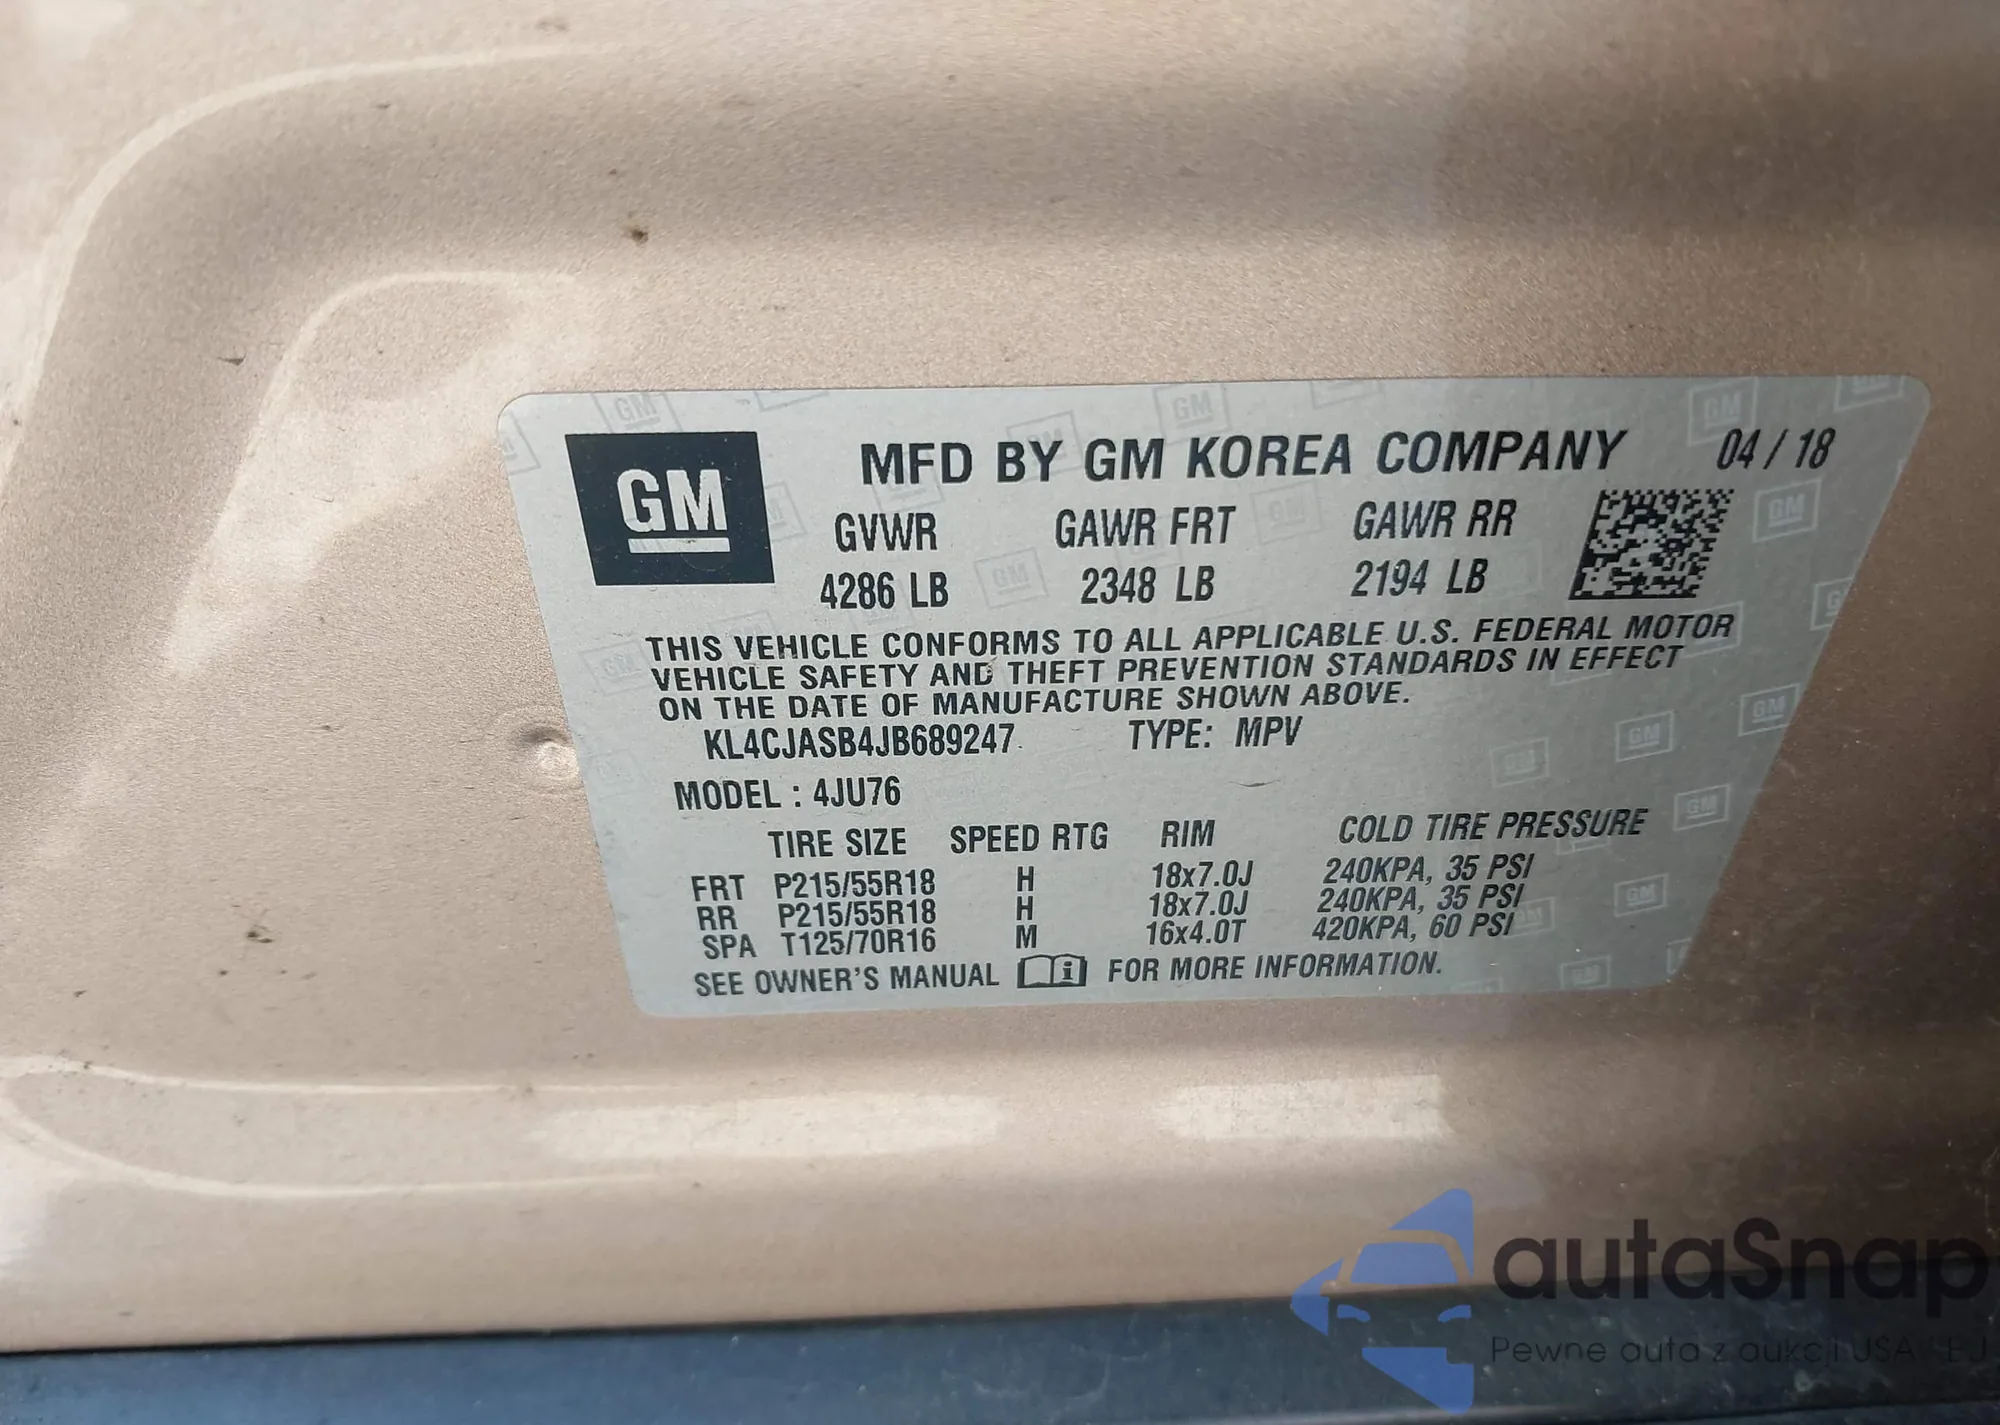 GM
MFD BY GM KOREA COMPANY 04 / 18
GVWR GAWR FRT GAWR RR
4286 LB 2348 LB 2194 LB
THIS VEHICLE CONFORMS TO ALL APPLICABLE U.S. FEDERAL MOTOR
VEHICLE SAFETY AND THEFT PREVENTION STANDARDS IN EFFECT
ON THE DATE OF MANUFACTURE SHOWN ABOVE.
KL4CJASB4JB689247 TYPE: MPV
MODEL : 4JU76
TIRE SIZE SPEED RTG RIM COLD TIRE PRESSURE
FRT P215/55R18 H 18x7.0J 240KPA, 35 PSI
RR P215/55R18 H 18x7.0J 240KPA, 35 PSI
SPA T125/70R16 M 16x4.0T 420KPA, 60 PSI
SEE OWNER'S MANUAL i FOR MORE INFORMATION.
autaSnap
Pewne auta z aukcji USA